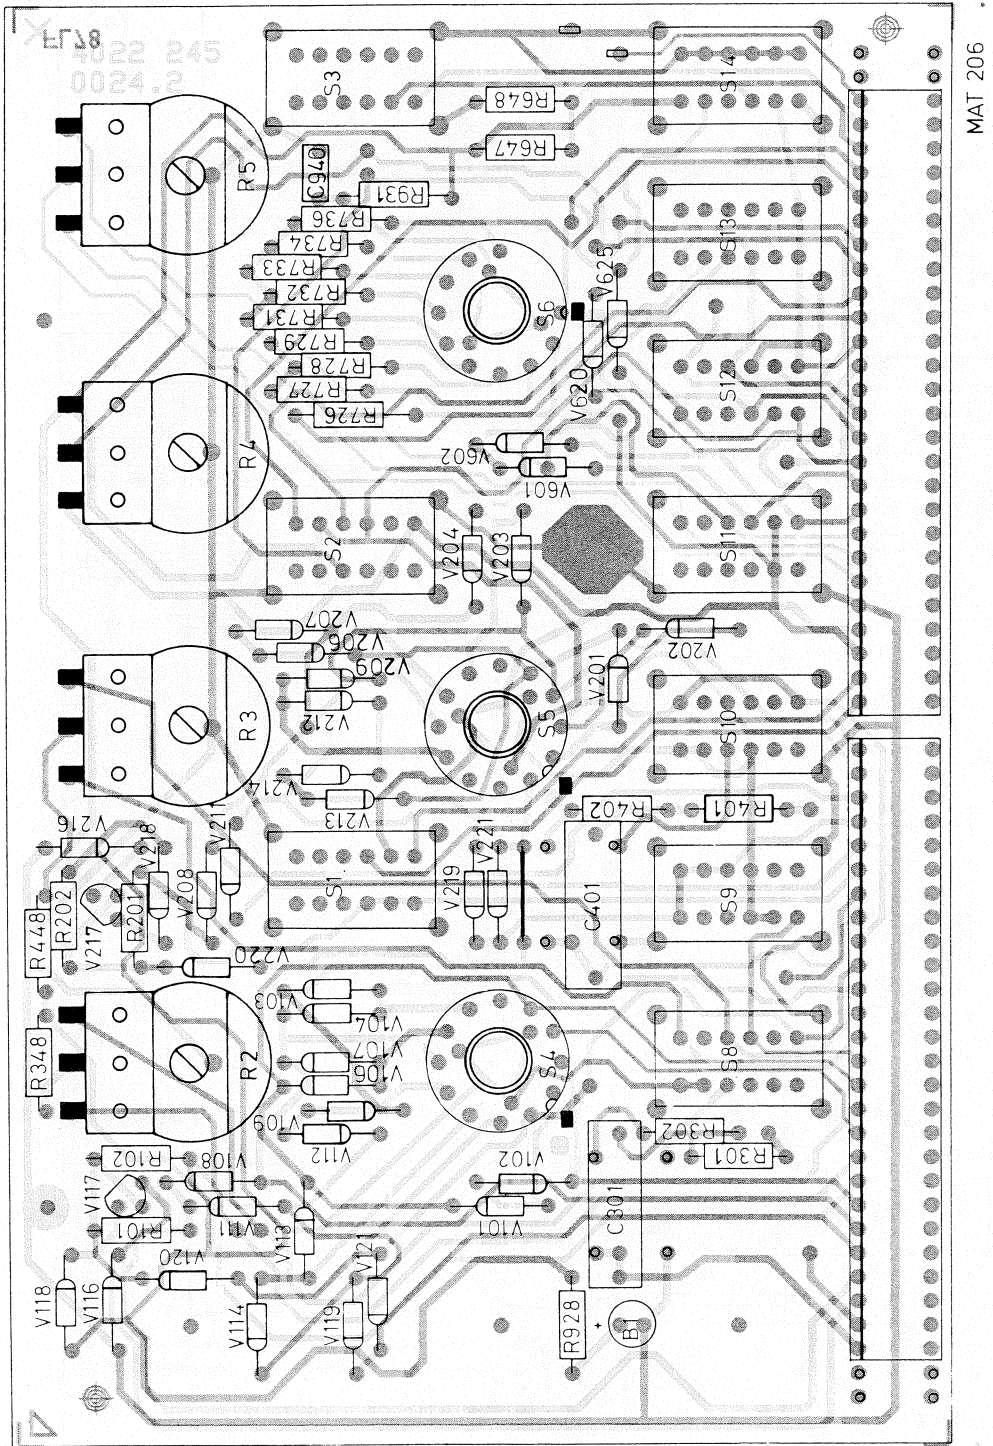 FL78
4022 245
0024.2
MAT 206
S3
S14
R648
R647
R5
C940
R931
R736
R734
R733
R732
R731
R729
R728
R727
R726
S13
V625
S6
V620
S12
R4
V602
V601
S2
V204
V203
S11
V207
V206
V209
V212
V202
V201
R3
S5
S10
V214
V213
R402
R401
V216
V218
V211
V208
R202
R201
V217
R448
S1
V219
V221
C401
S9
V220
V103
V104
V107
V106
V109
V112
R348
R2
S4
S8
R302
R301
R102
V108
V117
V111
R101
V113
V102
V101
C301
V120
V121
V118
V116
V114
V119
R928
+
B1